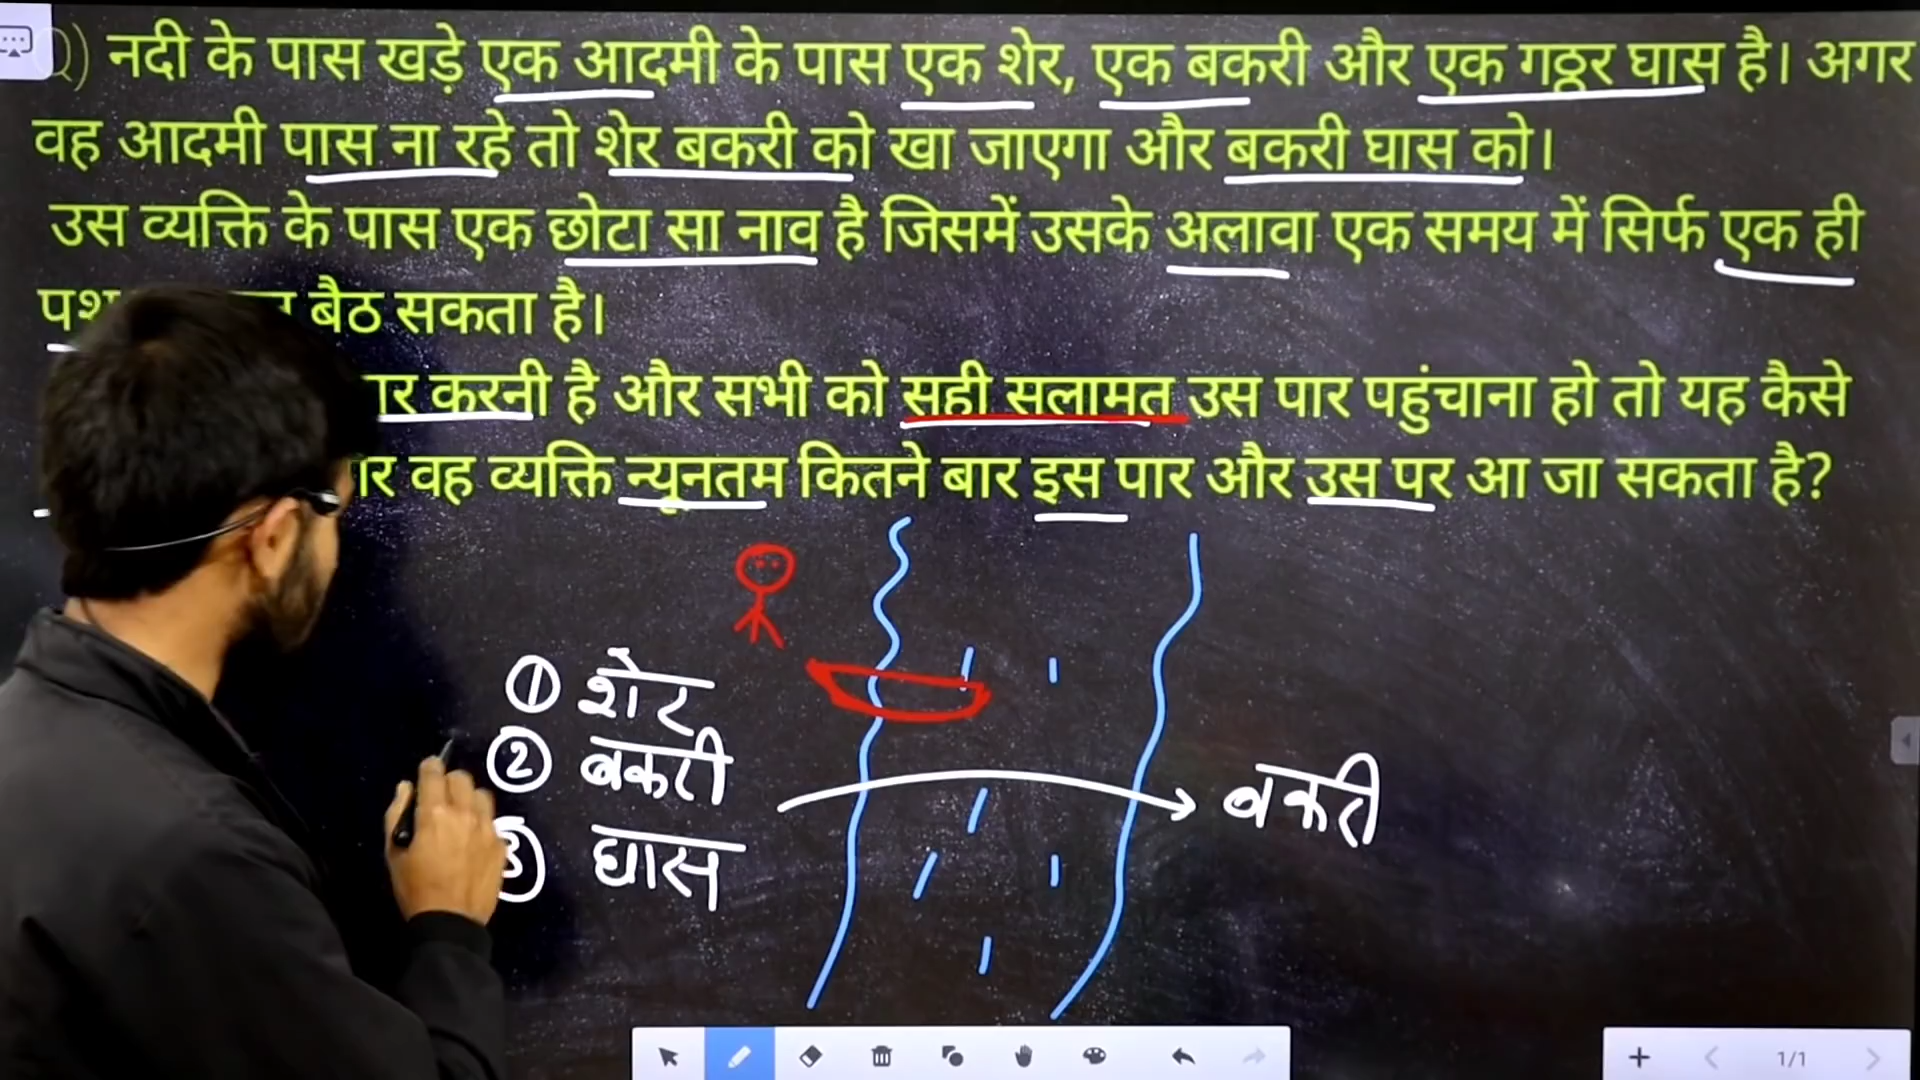 Q) नदी के पास खड़े एक आदमी के पास एक शेर, एक बकरी और एक गठ्ठर घास है। अगर
वह आदमी पास ना रहे तो शेर बकरी को खा जाएगा और बकरी घास को।
उस व्यक्ति के पास एक छोटा सा नाव है जिसमें उसके अलावा एक समय में सिर्फ एक ही
बैठ सकता है।
करनी है और सभी को सही सलामत उस पार पहुंचाना हो तो यह कैसे
वह व्यक्ति न्यूनतम कितने बार इस पार और उस पर आ जा सकता है?
① शेर
② बकरी
③ घास
बकरी
1/1